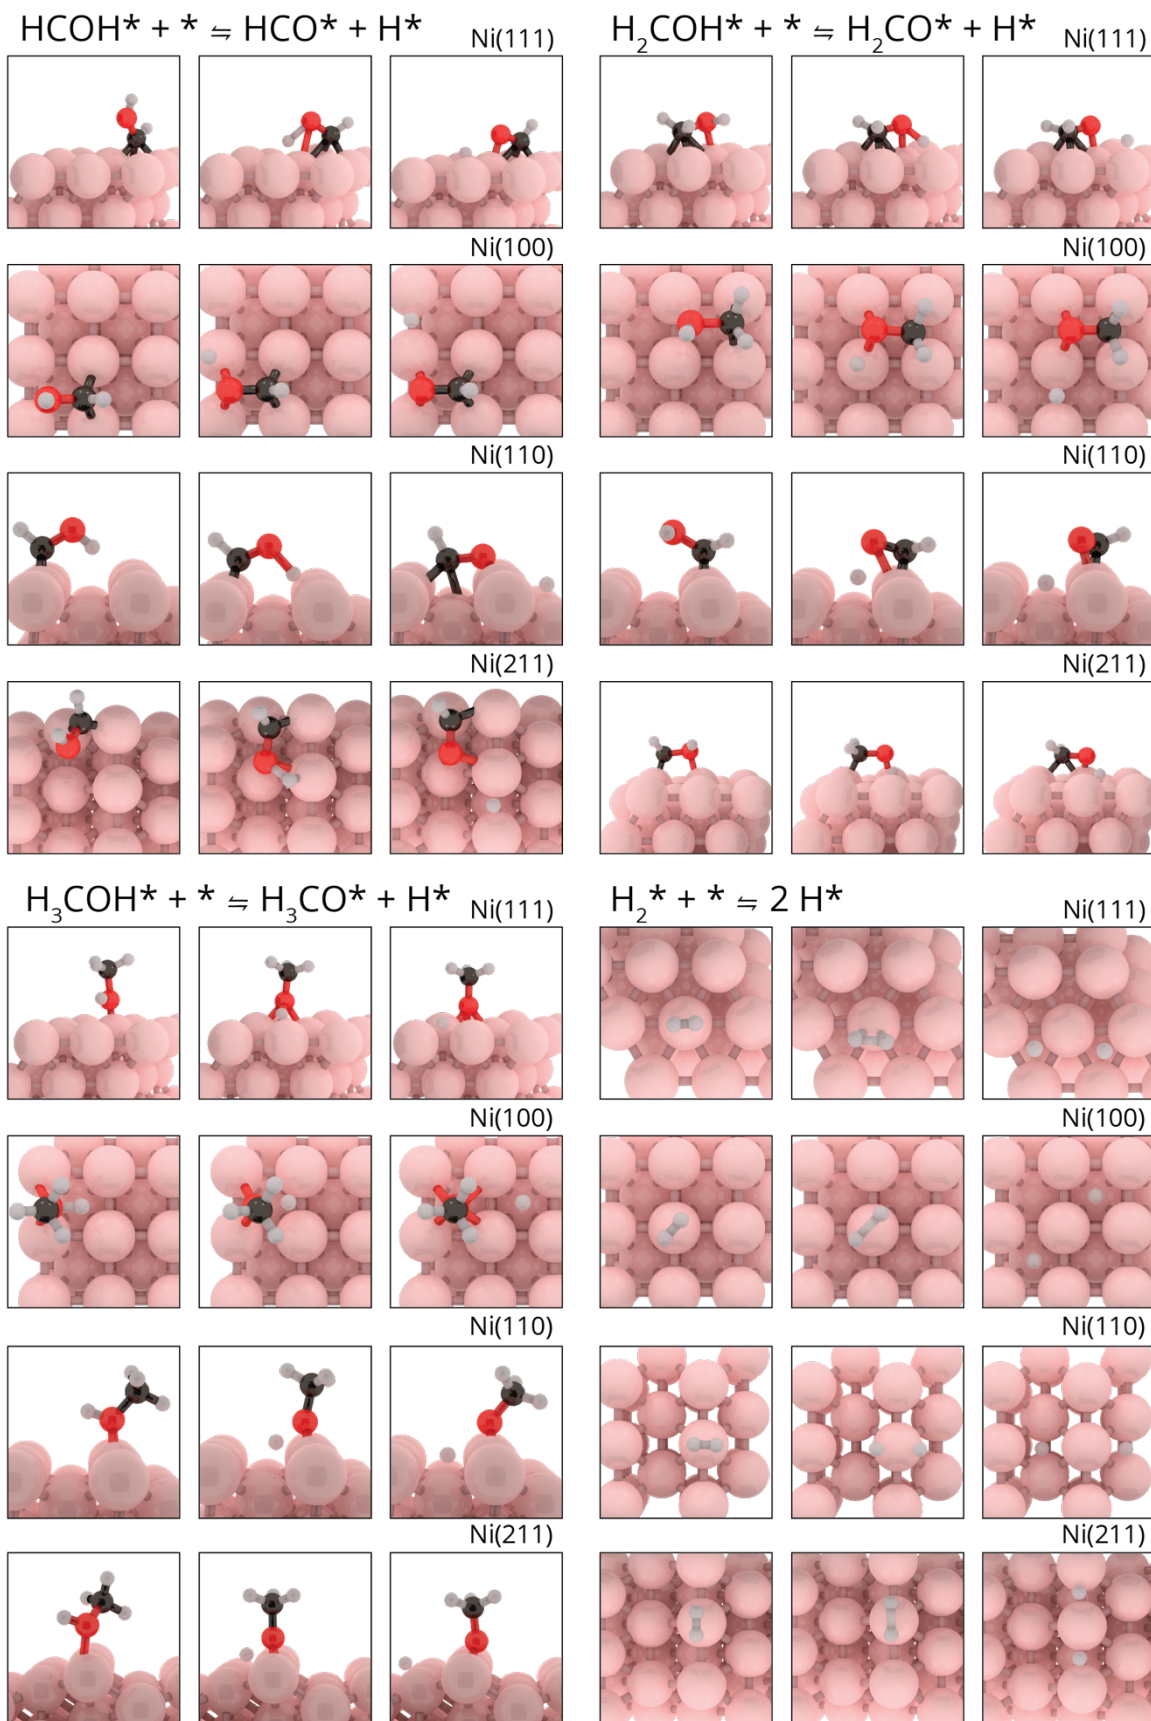 HCOH* + * ⇋ HCO* + H*
Ni(111)
Ni(100)
Ni(110)
Ni(211)
H₂COH* + * ⇋ H₂CO* + H*
Ni(111)
Ni(100)
Ni(110)
Ni(211)
H₃COH* + * ⇋ H₃CO* + H*
Ni(111)
Ni(100)
Ni(110)
Ni(211)
H₂* + * ⇋ 2 H*
Ni(111)
Ni(100)
Ni(110)
Ni(211)